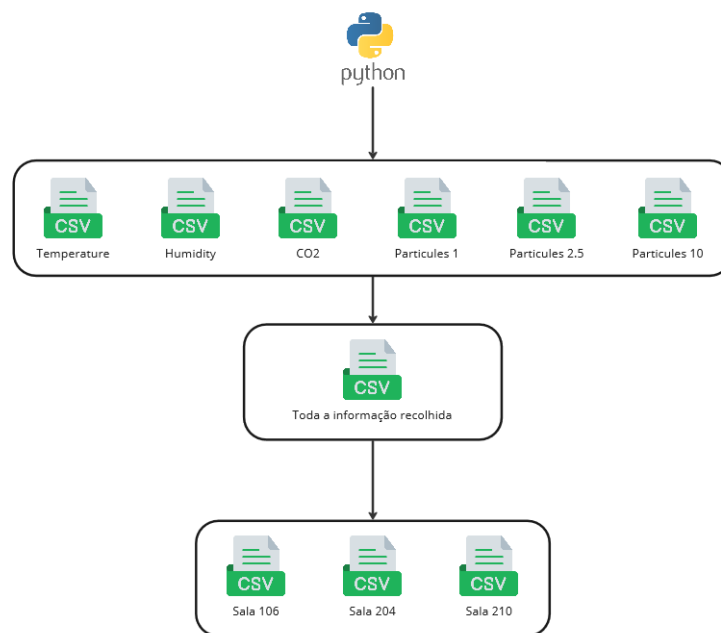 python
CSV CSV CSV CSV CSV CSV
Temperature Humidity CO2 Particules 1 Particules 2.5 Particules 10
CSV
Toda a informação recolhida
CSV CSV CSV
Sala 106 Sala 204 Sala 210